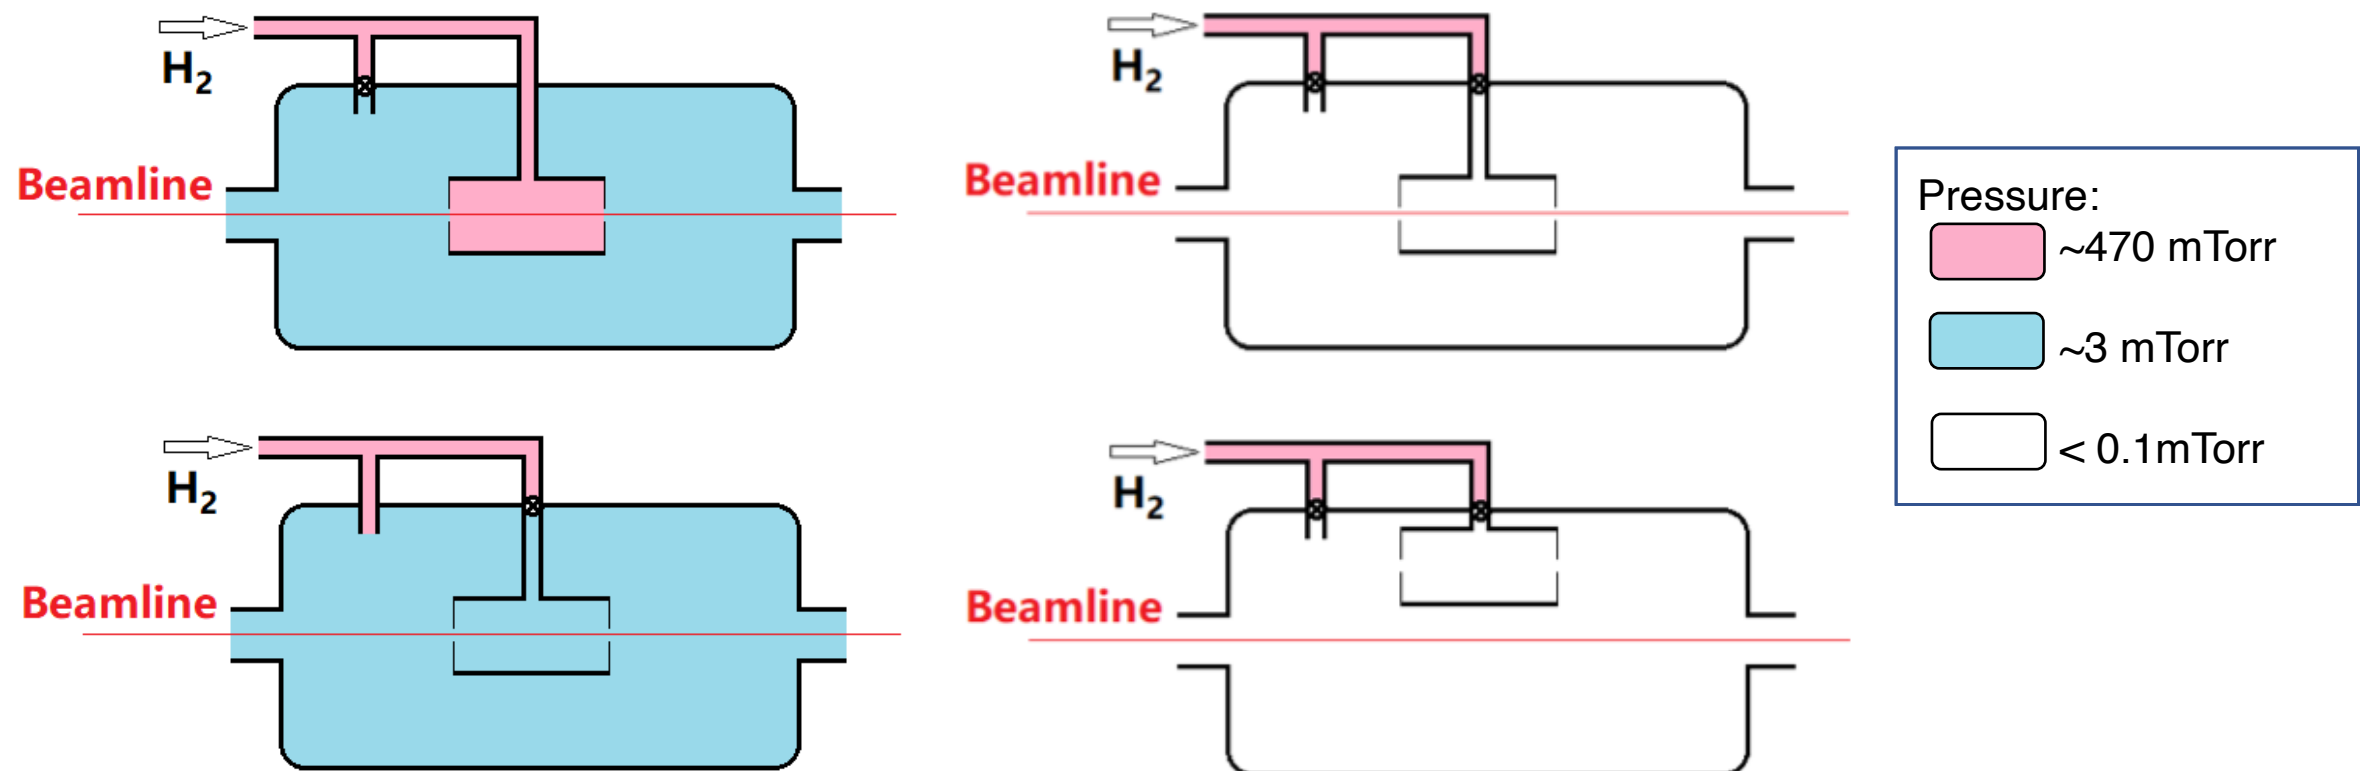 H₂
Beamline
H₂
Beamline
Pressure:
~470 mTorr
~3 mTorr
< 0.1mTorr
H₂
Beamline
H₂
Beamline